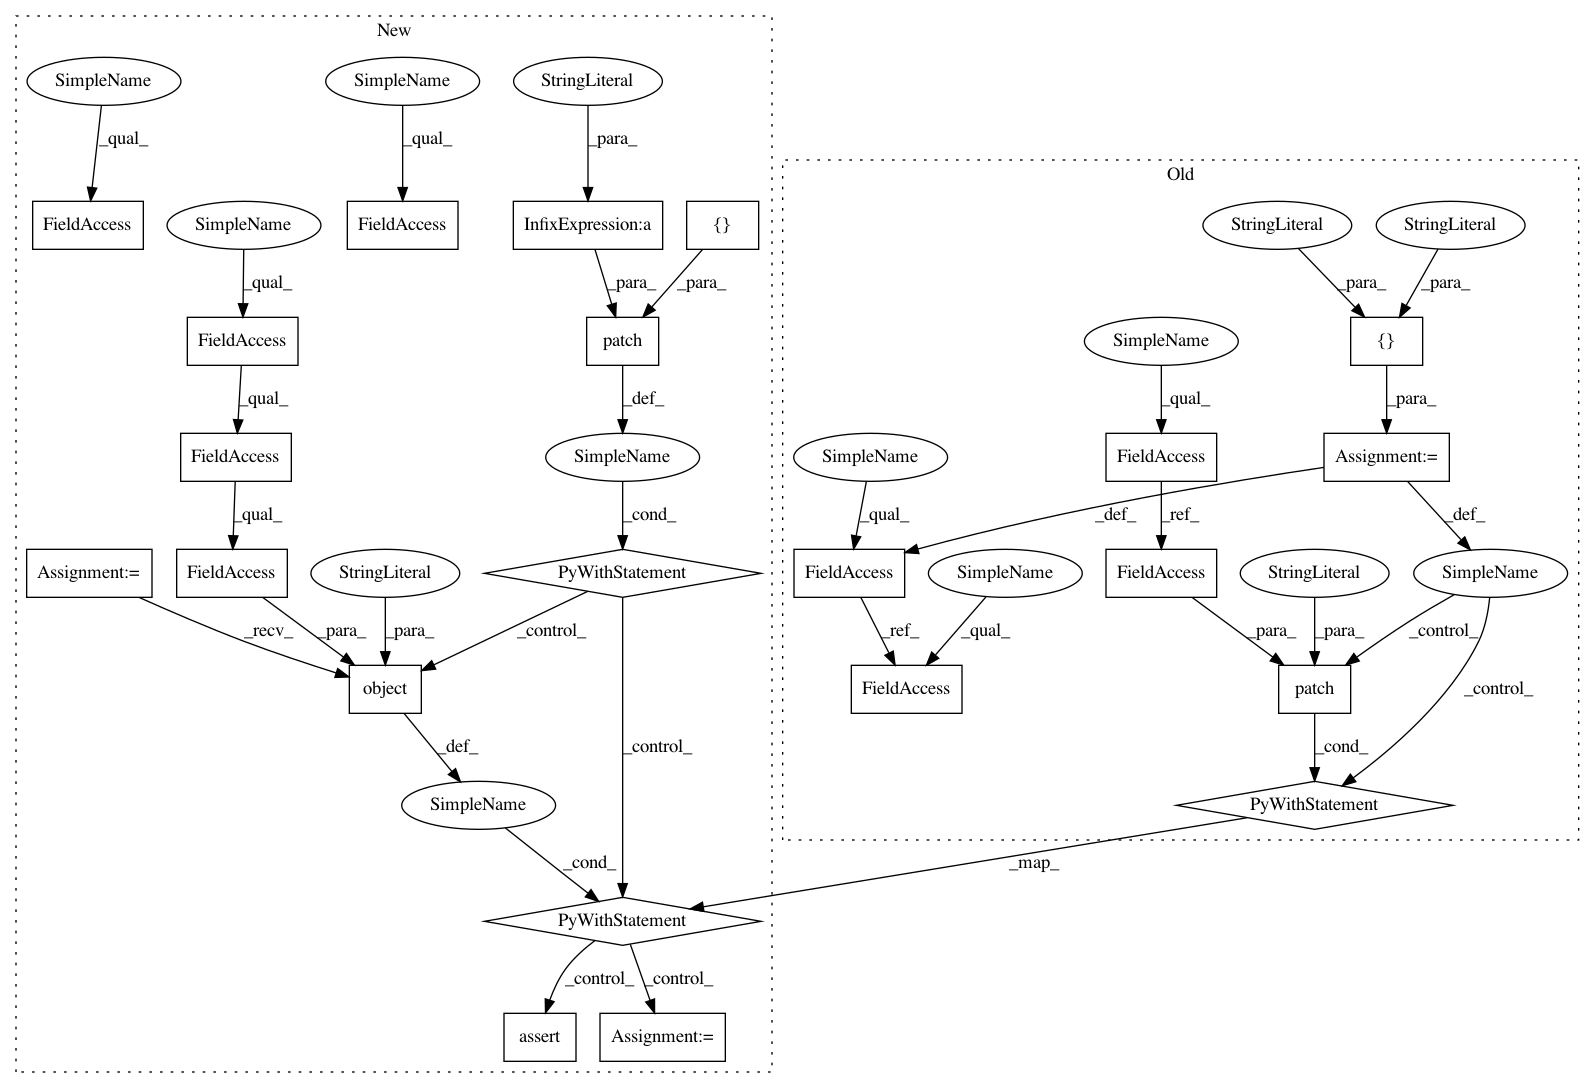 New
SimpleName
SimpleName
StringLiteral
_qual_
_qual_
_para_
FieldAccess
SimpleName
FieldAccess
InfixExpression:a
{}
_qual_
_para_
_para_
FieldAccess
patch
_qual_
_def_
FieldAccess
SimpleName
_qual_
_cond_
Assignment:=
FieldAccess
StringLiteral
PyWithStatement
_recv_
_para_
_para_
_control_
object
_def_
_control_
SimpleName
_cond_
PyWithStatement
_control_
_control_
assert
Assignment:=
Old
StringLiteral
StringLiteral
_para_
_para_
SimpleName
{}
_qual_
_para_
SimpleName
FieldAccess
Assignment:=
_qual_
_def_
_ref_
_def_
FieldAccess
SimpleName
FieldAccess
StringLiteral
SimpleName
_ref_
_qual_
_para_
_para_
_control_
FieldAccess
patch
_control_
_cond_
PyWithStatement
_map_